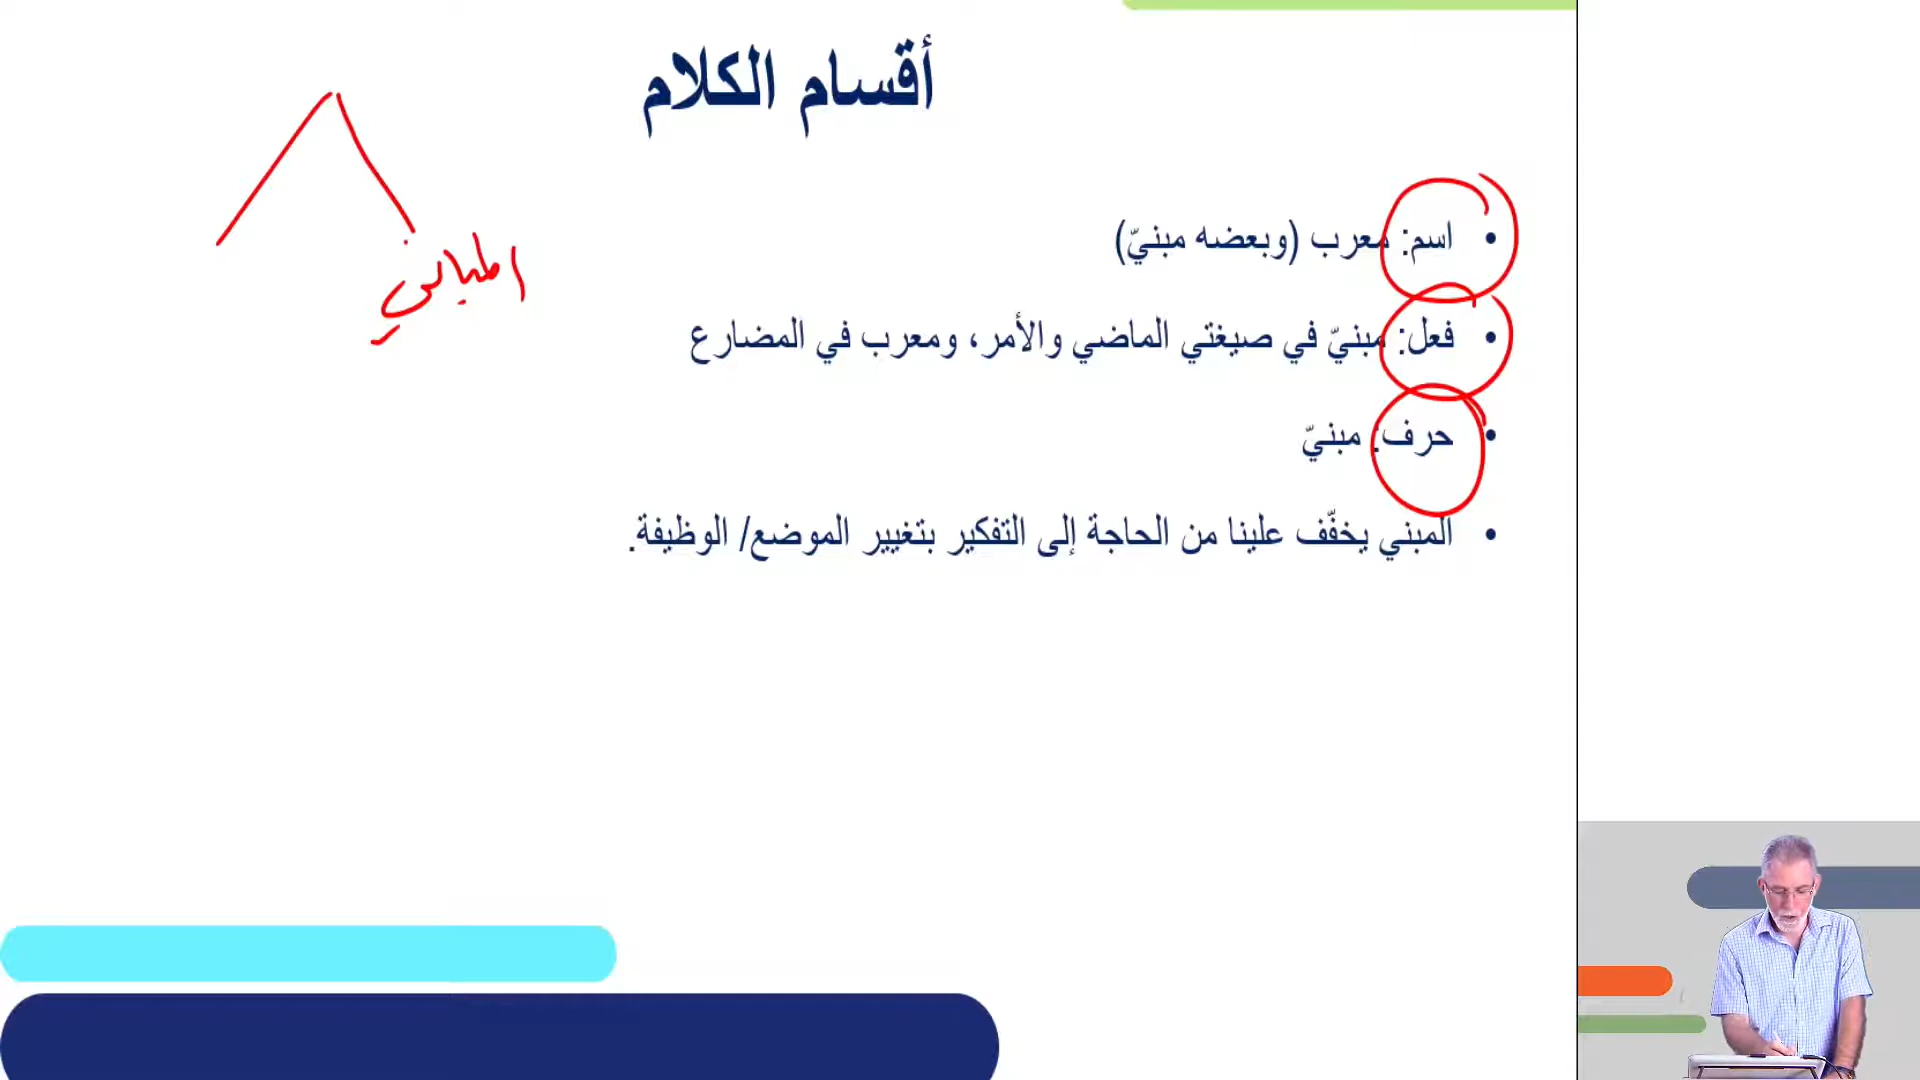 أقسام الكلام
اسم: معرب (وبعضه مبنيّ)
فعل: مبنيّ في صيغتي الماضي والأمر، ومعرب في المضارع
حرف: مبنيّ
المبني يخفّف علينا من الحاجة إلى التفكير بتغيير الموضع/ الوظيفة.